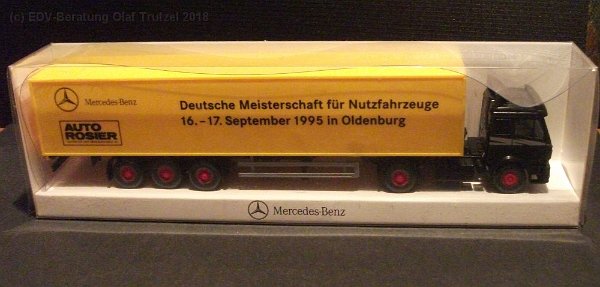 (c) EDV-Beratung Olaf Trutzel 2018
Mercedes-Benz
Deutsche Meisterschaft für Nutzfahrzeuge
16.-17. September 1995 in Oldenburg
AUTO
ROSIER
Mercedes-Benz